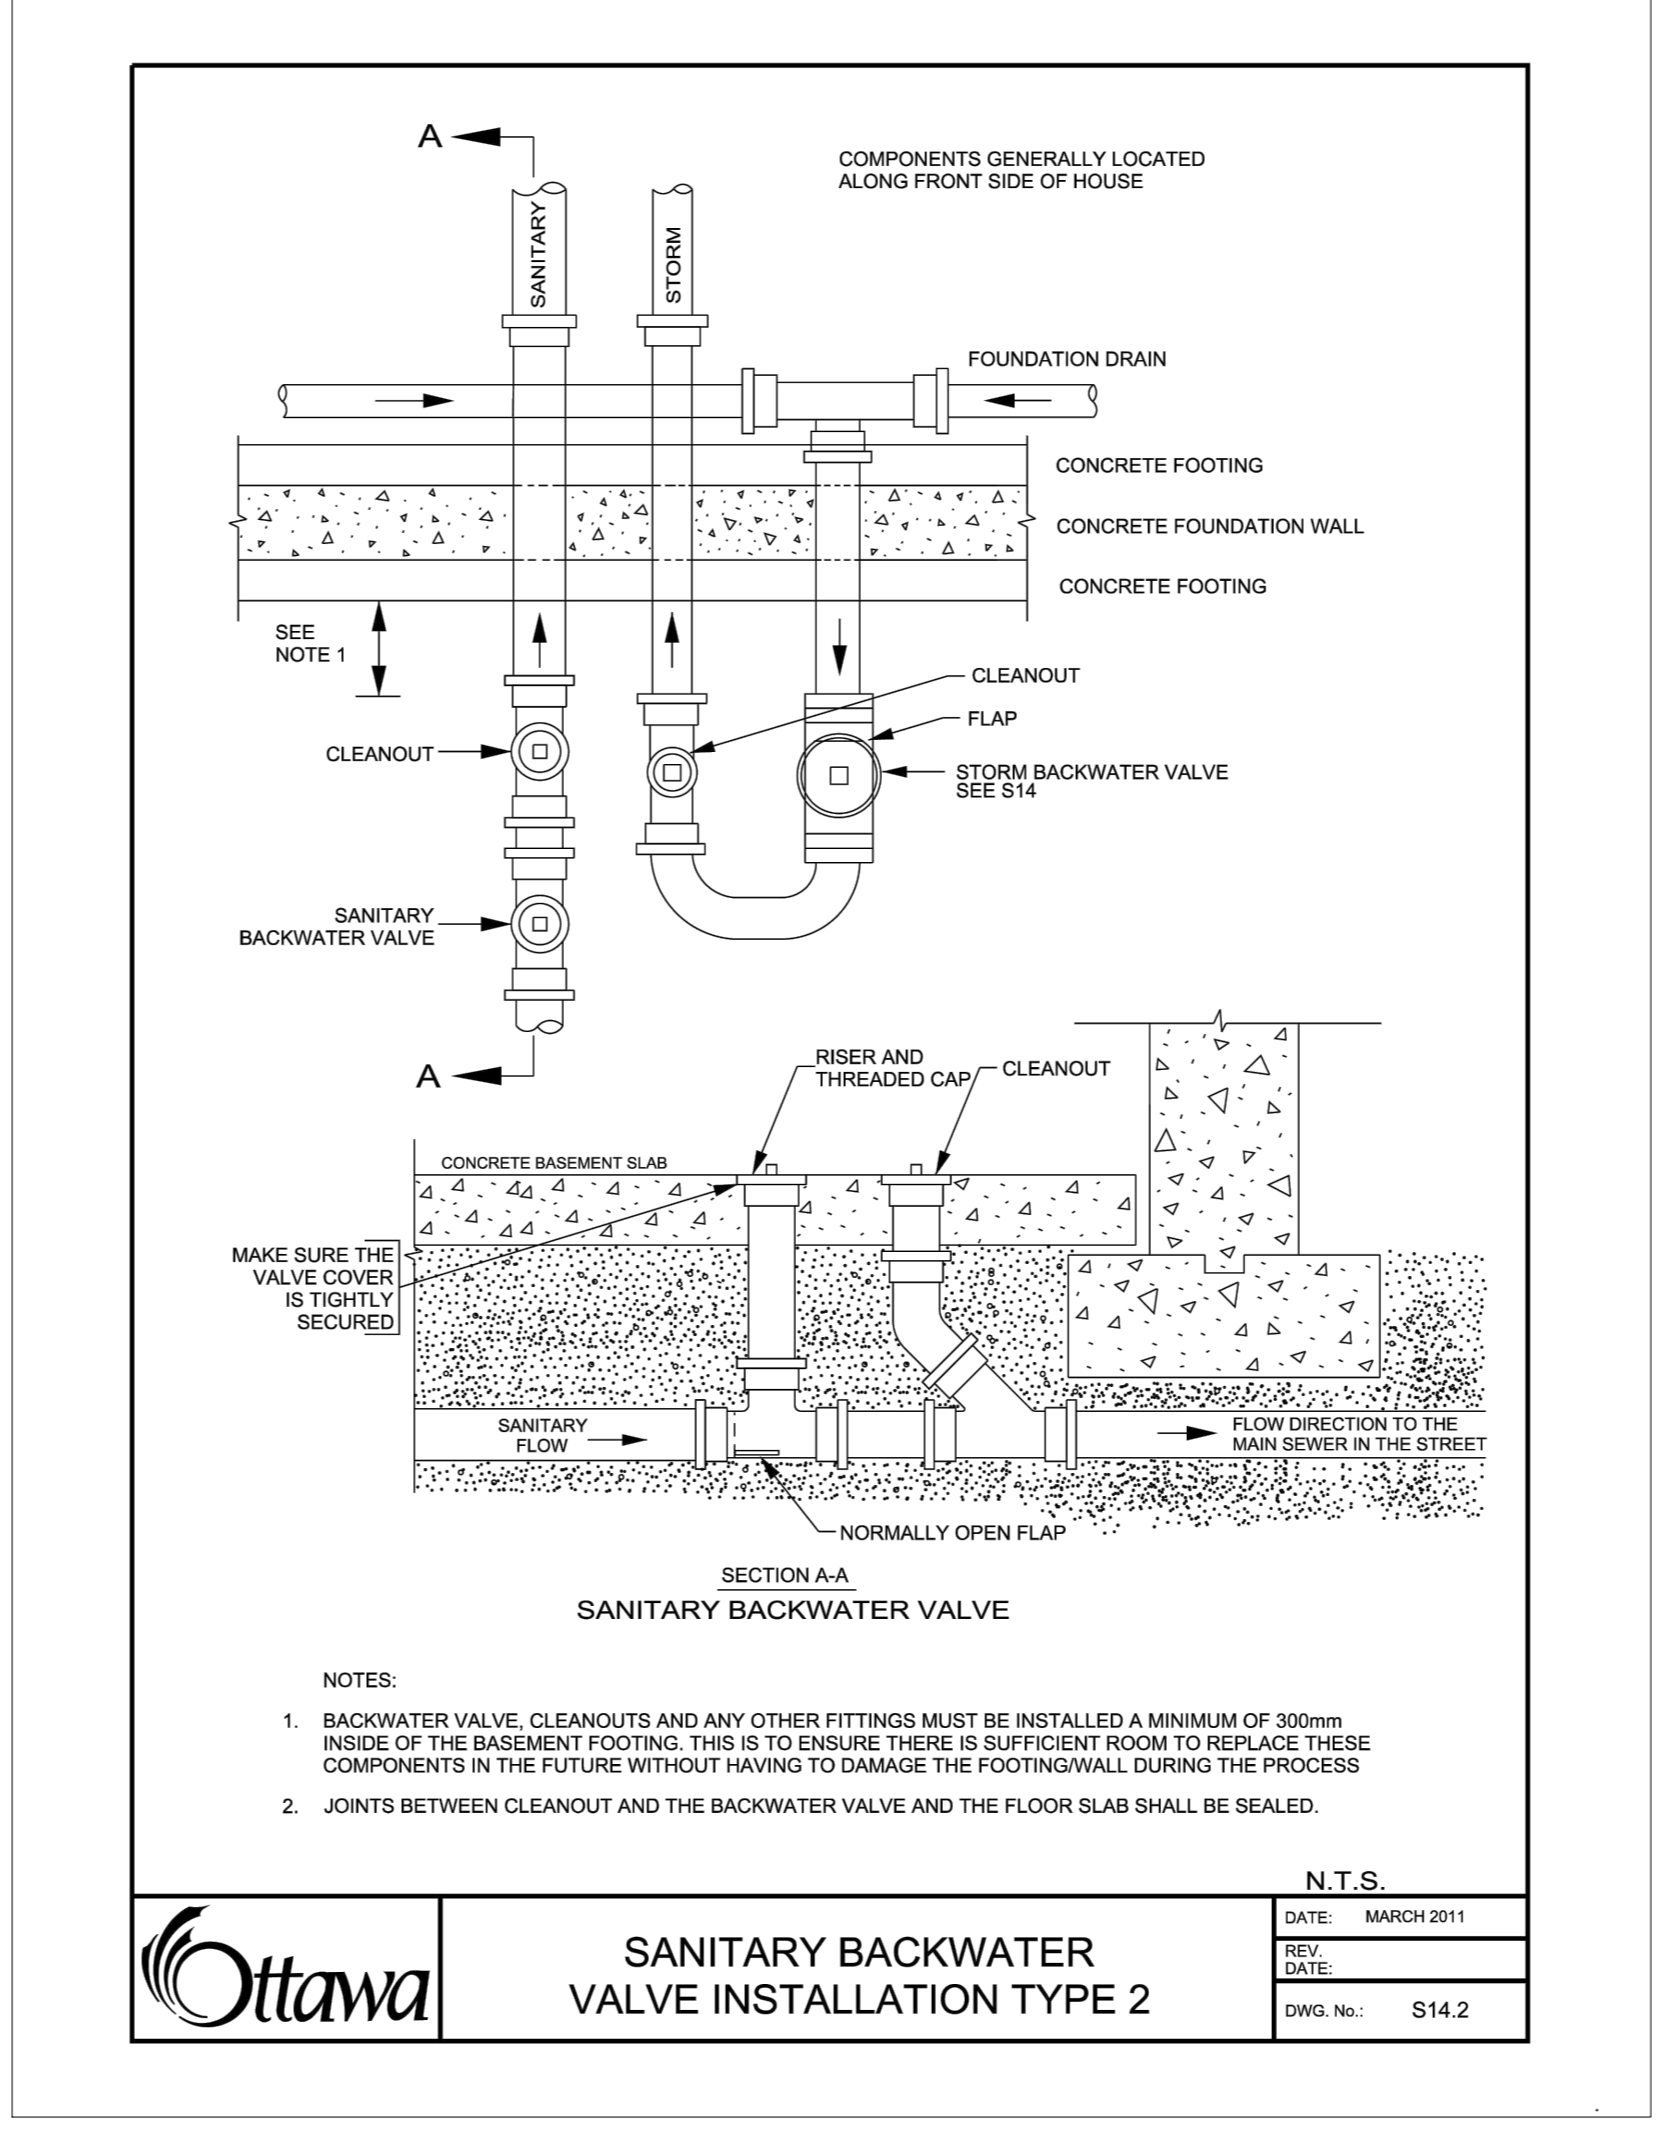 A
COMPONENTS GENERALLY LOCATED
ALONG FRONT SIDE OF HOUSE
SANITARY
STORM
FOUNDATION DRAIN
CONCRETE FOOTING
CONCRETE FOUNDATION WALL
CONCRETE FOOTING
SEE
NOTE 1
CLEANOUT
FLAP
CLEANOUT
STORM BACKWATER VALVE
SEE S14
SANITARY
BACKWATER VALVE
A
RISER AND
THREADED CAP
CLEANOUT
CONCRETE BASEMENT SLAB
MAKE SURE THE
VALVE COVER
IS TIGHTLY
SECURED
SANITARY
FLOW
FLOW DIRECTION TO THE
MAIN SEWER IN THE STREET
NORMALLY OPEN FLAP
SECTION A-A
SANITARY BACKWATER VALVE
NOTES:
1. BACKWATER VALVE, CLEANOUTS AND ANY OTHER FITTINGS MUST BE INSTALLED A MINIMUM OF 300mm
INSIDE OF THE BASEMENT FOOTING. THIS IS TO ENSURE THERE IS SUFFICIENT ROOM TO REPLACE THESE
COMPONENTS IN THE FUTURE WITHOUT HAVING TO DAMAGE THE FOOTING/WALL DURING THE PROCESS
2. JOINTS BETWEEN CLEANOUT AND THE BACKWATER VALVE AND THE FLOOR SLAB SHALL BE SEALED.
N.T.S.
Ottawa
SANITARY BACKWATER
VALVE INSTALLATION TYPE 2
DATE: MARCH 2011
REV.
DATE:
DWG. No.: S14.2